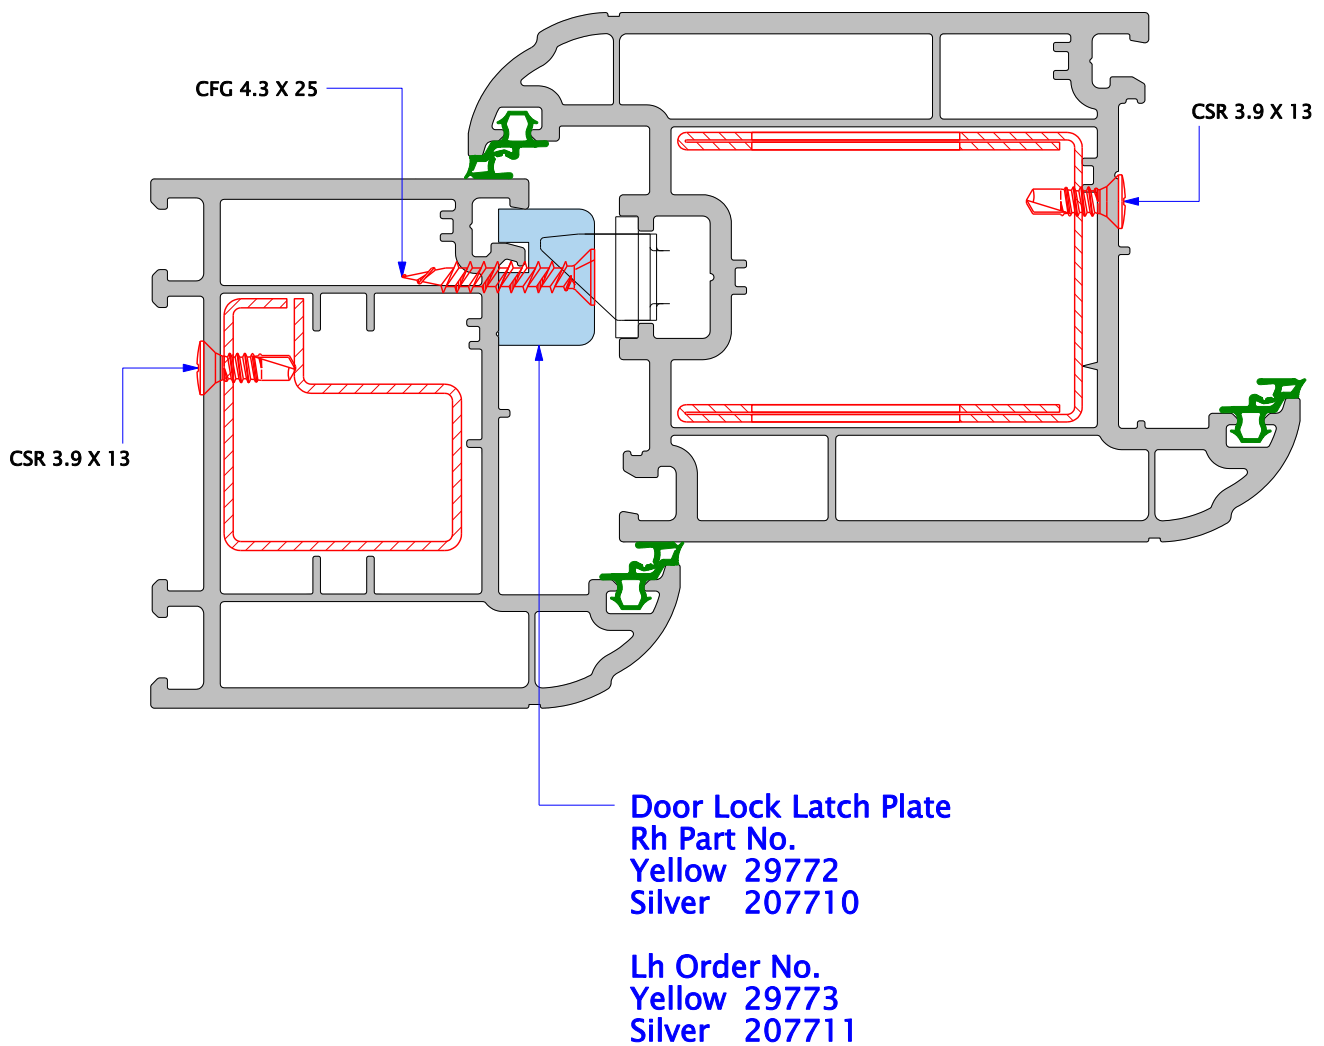 CFG 4.3 X 25
CSR 3.9 X 13
CSR 3.9 X 13
Door Lock Latch Plate
Rh Part No.
Yellow 29772
Silver 207710
Lh Order No.
Yellow 29773
Silver 207711